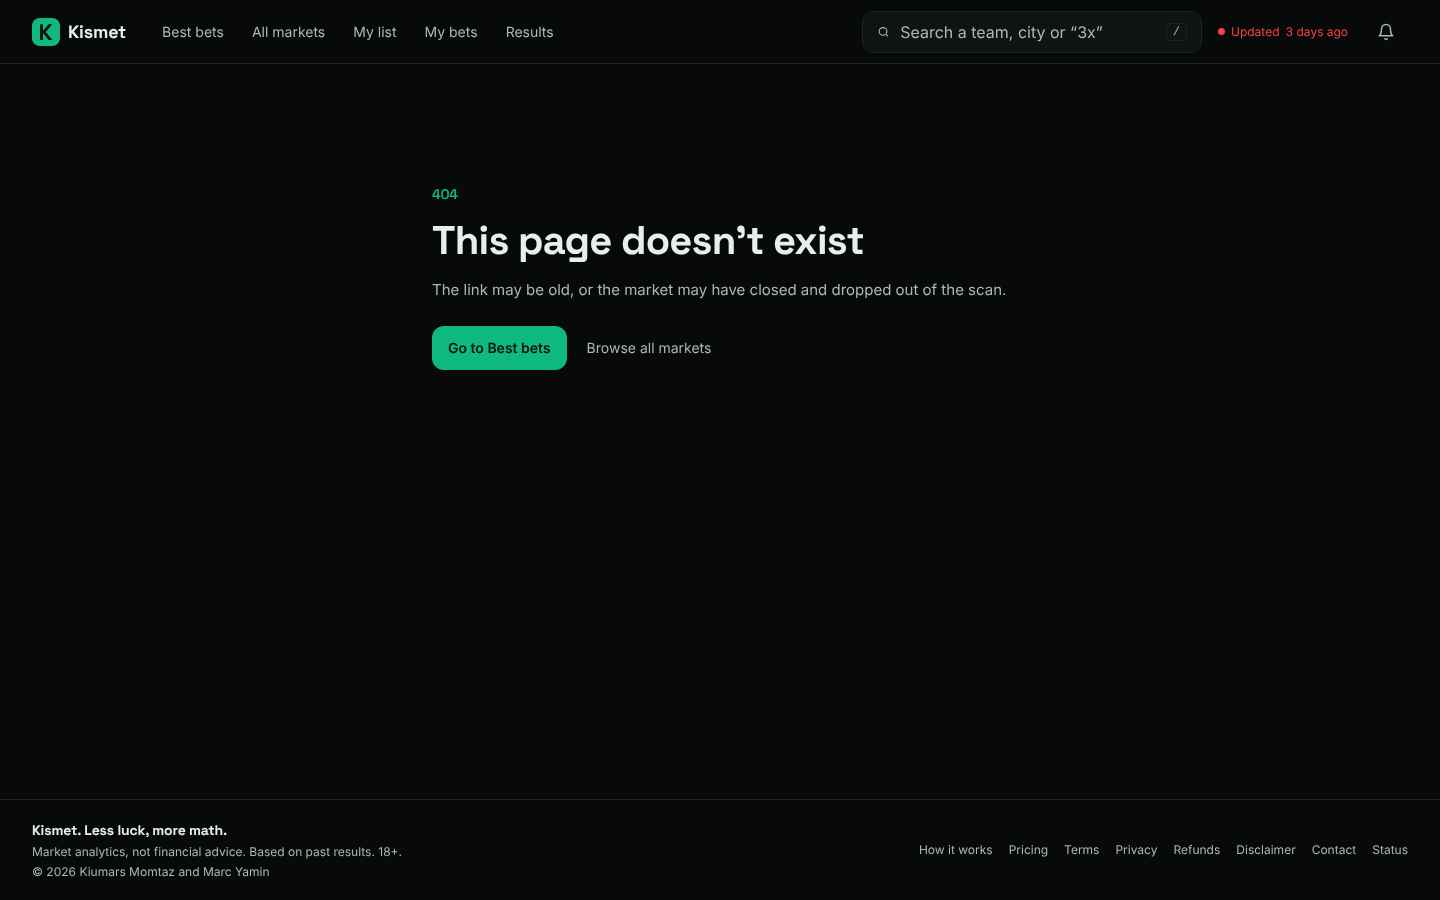 K Kismet Best bets All markets My list My bets Results Search a team, city or “3x” / Updated 3 days ago
404
This page doesn’t exist
The link may be old, or the market may have closed and dropped out of the scan.
Go to Best bets Browse all markets
Kismet. Less luck, more math.
Market analytics, not financial advice. Based on past results. 18+.
© 2026 Kiumars Momtaz and Marc Yamin
How it works Pricing Terms Privacy Refunds Disclaimer Contact Status